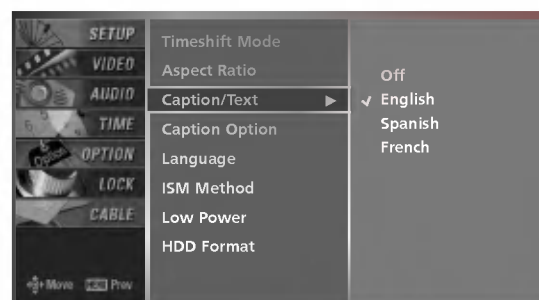 SETUP
VIDEO
AUDIO
TIME
OPTION
LOCK
CABLE
Move Prev
Timeshift Mode
Aspect Ratio
Caption/Text
Caption Option
Language
ISM Method
Low Power
HDD Format
Off
English
Spanish
French